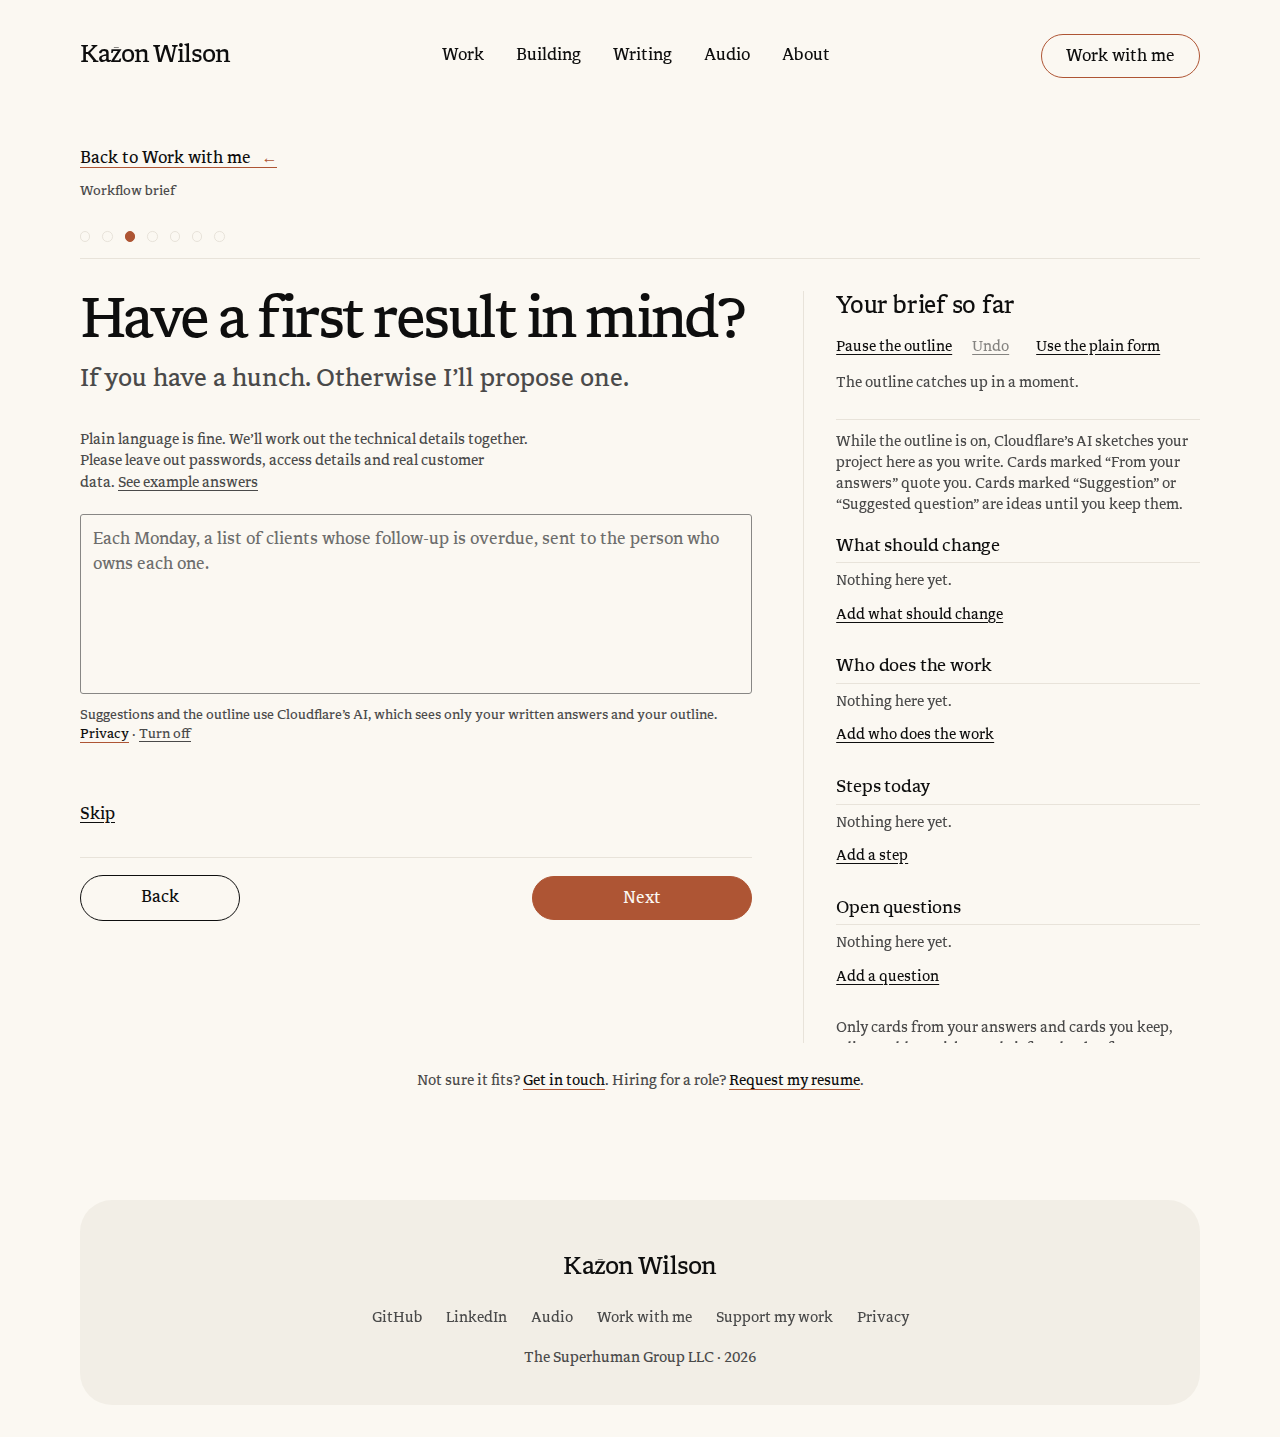 Kažon Wilson
Work
Building
Writing
Audio
About
Work with me
Back to Work with me ←
Workflow brief
Have a first result in mind?
If you have a hunch. Otherwise I’ll propose one.
Plain language is fine. We’ll work out the technical details together.
Please leave out passwords, access details and real customer
data. See example answers
Each Monday, a list of clients whose follow-up is overdue, sent to the person who
owns each one.
Suggestions and the outline use Cloudflare’s AI, which sees only your written answers and your outline.
Privacy · Turn off
Skip
Back
Next
Your brief so far
Pause the outline
Undo
Use the plain form
The outline catches up in a moment.
While the outline is on, Cloudflare’s AI sketches your
project here as you write. Cards marked “From your
answers” quote you. Cards marked “Suggestion” or
“Suggested question” are ideas until you keep them.
What should change
Nothing here yet.
Add what should change
Who does the work
Nothing here yet.
Add who does the work
Steps today
Nothing here yet.
Add a step
Open questions
Nothing here yet.
Add a question
Only cards from your answers and cards you keep,
Not sure it fits? Get in touch. Hiring for a role? Request my resume.
Kažon Wilson
GitHub
LinkedIn
Audio
Work with me
Support my work
Privacy
The Superhuman Group LLC · 2026